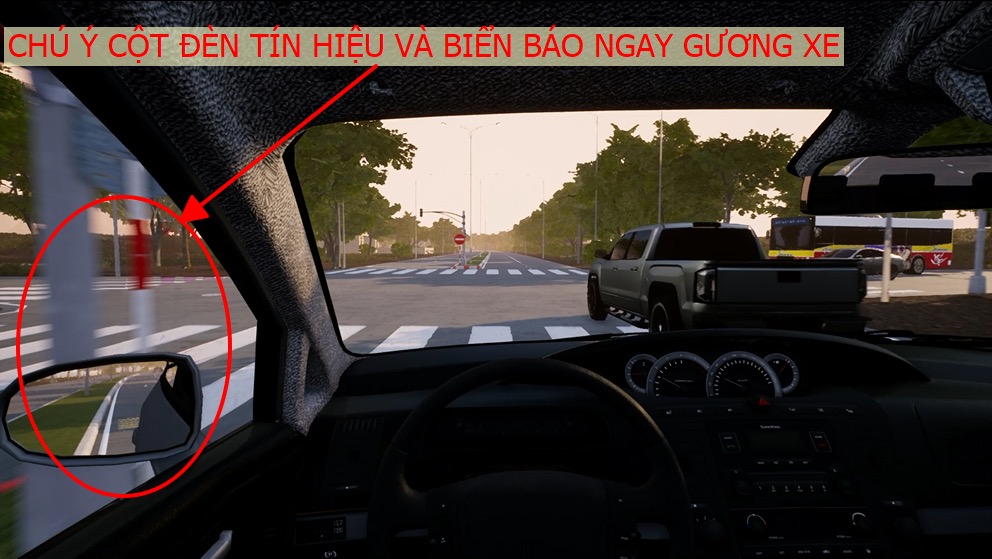 CHÚ Ý CỘT ĐÈN TÍN HIỆU VÀ BIỂN BÁO NGAY GƯƠNG XE